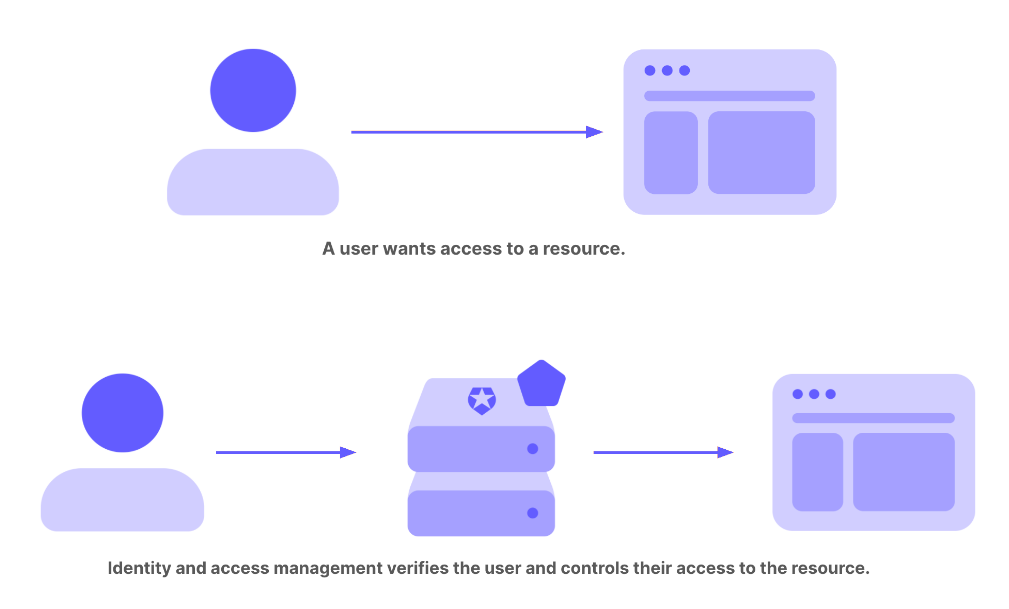 A user wants access to a resource.
Identity and access management verifies the user and controls their access to the resource.